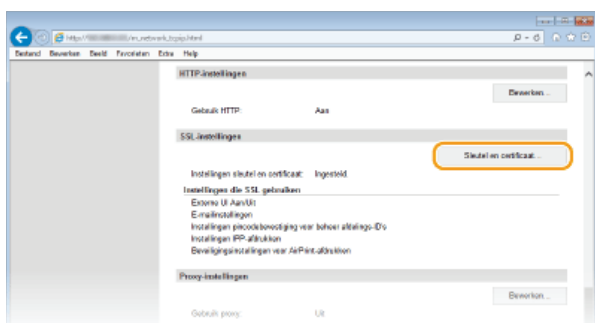 http://       /m_network_tcpip.html
Bestand Bewerken Beeld Favorieten Extra Help
HTTP-instellingen
Bewerken...
Gebruik HTTP: Aan
SSL-instellingen
Sleutel en certificaat...
Instellingen sleutel en certificaat: Ingesteld
Instellingen die SSL gebruiken
Externe UI Aan/Uit
E-mailinstellingen
Instellingen pincodebevestiging voor beheer afdelings-ID's
Instellingen IPP-afdrukken
Beveiligingsinstellingen voor AirPrint-afdrukken
Proxy-instellingen
Bewerken...
Gebruik proxy: Uit